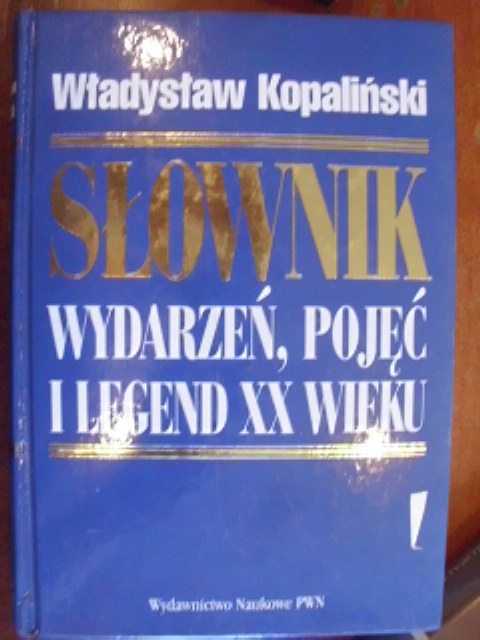 Władysław Kopaliński
SŁOWNIK
WYDARZEŃ, POJĘĆ
I LEGEND XX WIEKU
Wydawnictwo Naukowe PWN